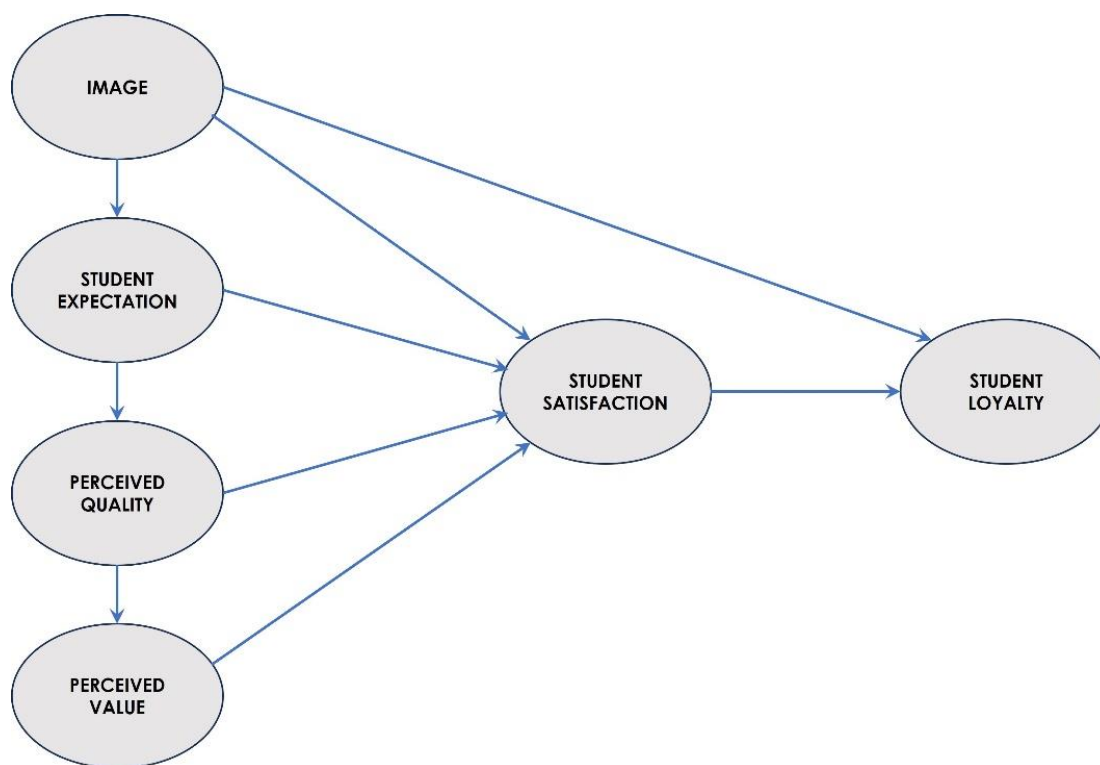 IMAGE
STUDENT
EXPECTATION
PERCEIVED
QUALITY
PERCEIVED
VALUE
STUDENT
SATISFACTION
STUDENT
LOYALTY